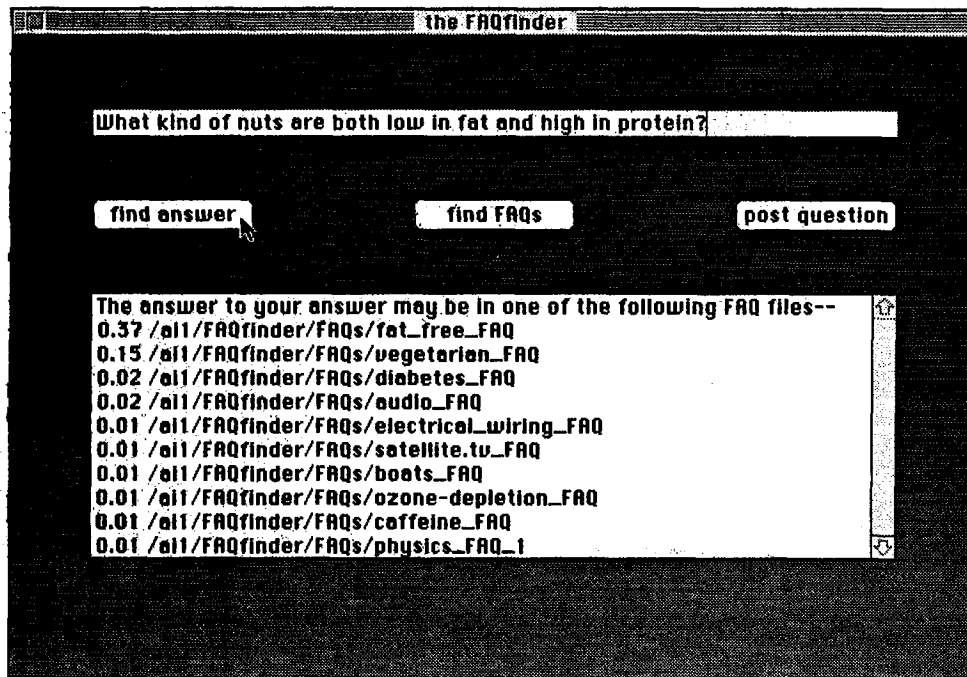 the FAQfinder
What kind of nuts are both low in fat and high in protein?
find answer find FAQs post question
The answer to your answer may be in one of the following FAQ files--
0.37 /ai1/FAQfinder/FAQs/fat_free_FAQ
0.15 /ai1/FAQfinder/FAQs/vegetarian_FAQ
0.02 /ai1/FAQfinder/FAQs/diabetes_FAQ
0.02 /ai1/FAQfinder/FAQs/audio_FAQ
0.01 /ai1/FAQfinder/FAQs/electrical_wiring_FAQ
0.01 /ai1/FAQfinder/FAQs/satellite.tv_FAQ
0.01 /ai1/FAQfinder/FAQs/boats_FAQ
0.01 /ai1/FAQfinder/FAQs/ozone-depletion_FAQ
0.01 /ai1/FAQfinder/FAQs/caffeine_FAQ
0.01 /ai1/FAQfinder/FAQs/physics_FAQ_1